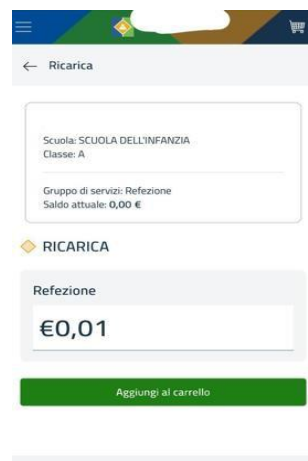 ← Ricarica
Scuola: SCUOLA DELL'INFANZIA
Classe: A
Gruppo di servizi: Refezione
Saldo attuale: 0,00 €
RICARICA
Refezione
€0,01
Aggiungi al carrello